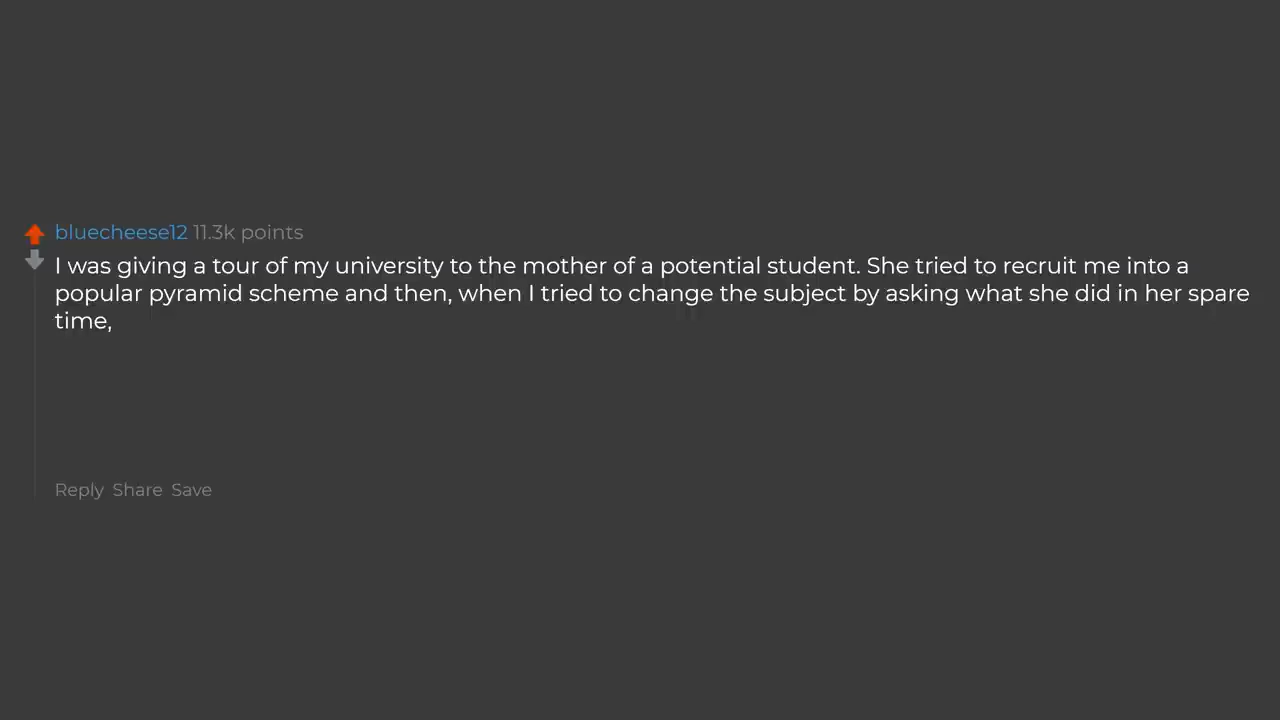 bluecheese12 11.3k points
I was giving a tour of my university to the mother of a potential student. She tried to recruit me into a
popular pyramid scheme and then, when I tried to change the subject by asking what she did in her spare
time,
Reply Share Save